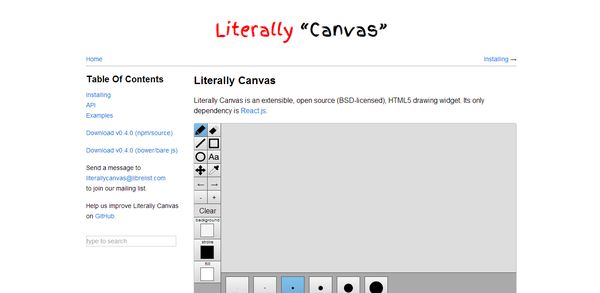 Literally “Canvas”
Home
Installing →
Table Of Contents
Installing
API
Examples
Download v0.4.0 (npm/source)
Download v0.4.0 (bower/bare js)
Send a message to
literallycanvas@librelist.com
to join our mailing list.
Help us improve Literally Canvas
on GitHub
type to search
Literally Canvas
Literally Canvas is an extensible, open source (BSD-licensed), HTML5 drawing widget. Its only
dependency is React.js.
Aa
← →
- +
Clear
background
stroke
fill